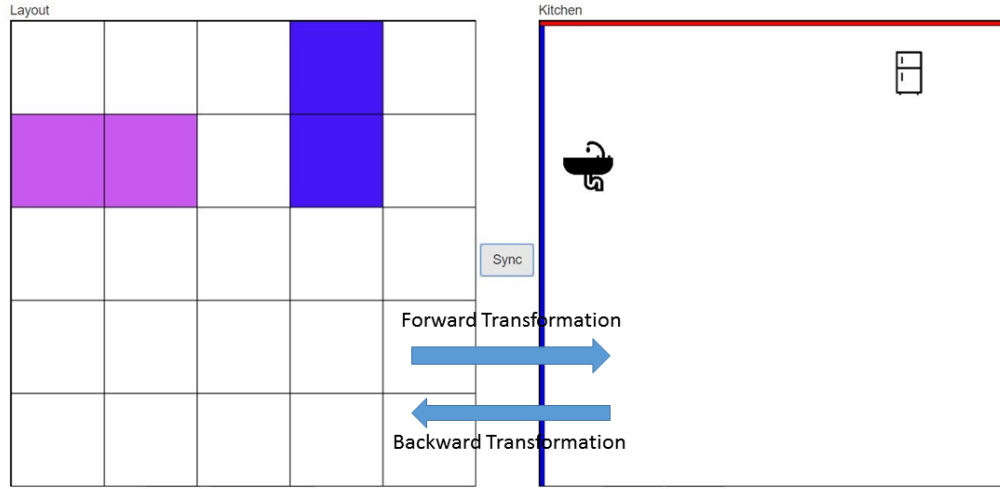 Layout
Kitchen
Sync
Forward Transformation
Backward Transformation